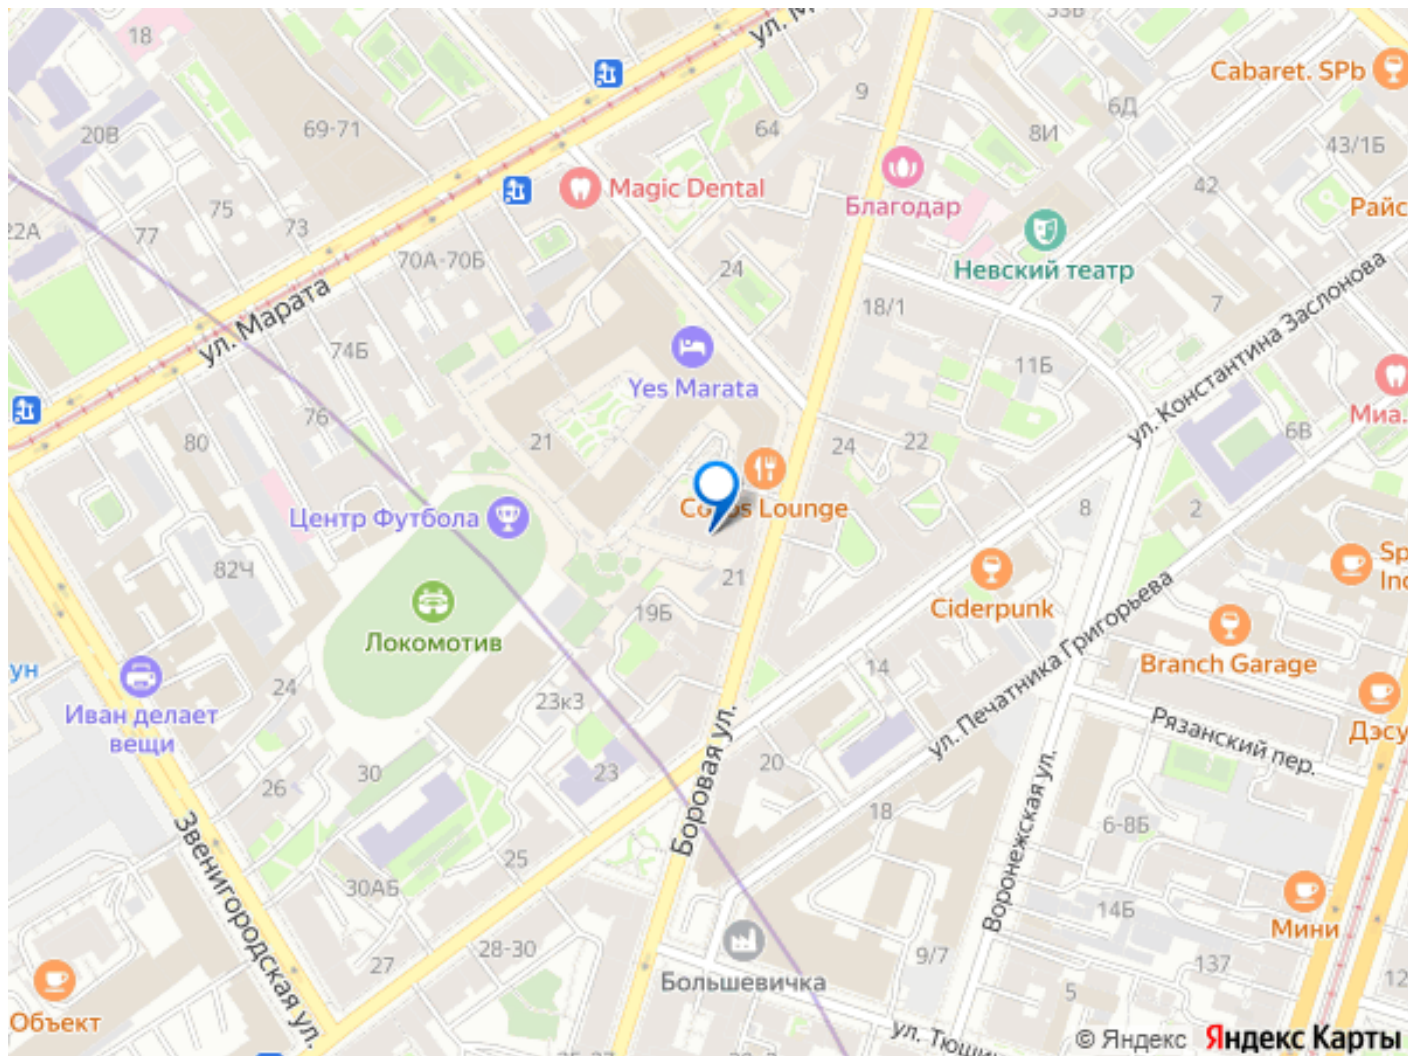 18
ул. М
33Б
Cabaret. SPb
20В
69-71
9
64
6Д
8И
43/1Б
Magic Dental
Благодар
42
Райс
22А
75
77
73
70А-70Б
24
Невский театр
ул. Марата
18/1
7
ул. Константина Заслонова
74Б
Yes Marata
11Б
76
80
21
24
22
6В
Миа.
Центр Футбола
Lounge
8
2
82Ч
21
19Б
Ciderpunk
Локомотив
Branch Garage
ун
24
14
ул. Печатника Григорьева
Иван делает
вещи
23к3
Боровая ул.
Рязанский пер.
Дэсу
26
30
23
20
18
Воронежская ул.
6-8Б
Звенигородская ул.
25
30АБ
14Б
Мини
28-30
27
9/7
137
Большевичка
5
12
Объект
ул. Тюшин
© Яндекс
Яндекс Карты